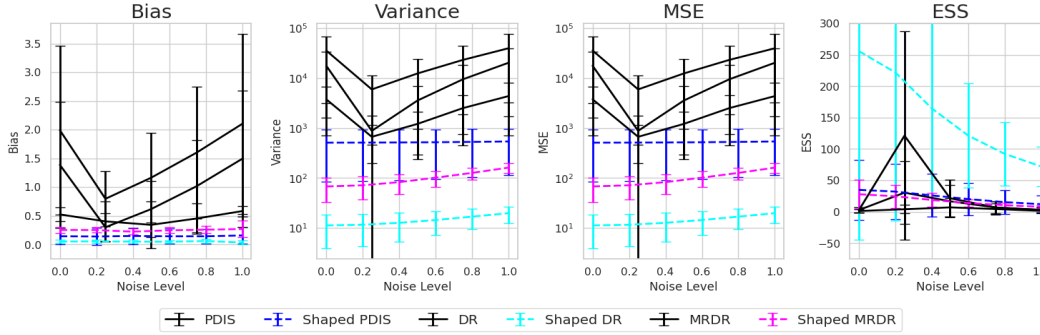 Bias
Variance
MSE
ESS
Bias
3.5
3.0
2.5
2.0
1.5
1.0
0.5
0.0
0.0 0.2 0.4 0.6 0.8 1.0
Noise Level
Variance
10⁵
10⁴
10³
10²
10¹
0.0 0.2 0.4 0.6 0.8 1.0
Noise Level
MSE
10⁵
10⁴
10³
10²
10¹
0.0 0.2 0.4 0.6 0.8 1.0
Noise Level
ESS
300
250
200
150
100
50
0
−50
0.0 0.2 0.4 0.6 0.8 1.0
Noise Level
PDIS Shaped PDIS DR Shaped DR MRDR Shaped MRDR